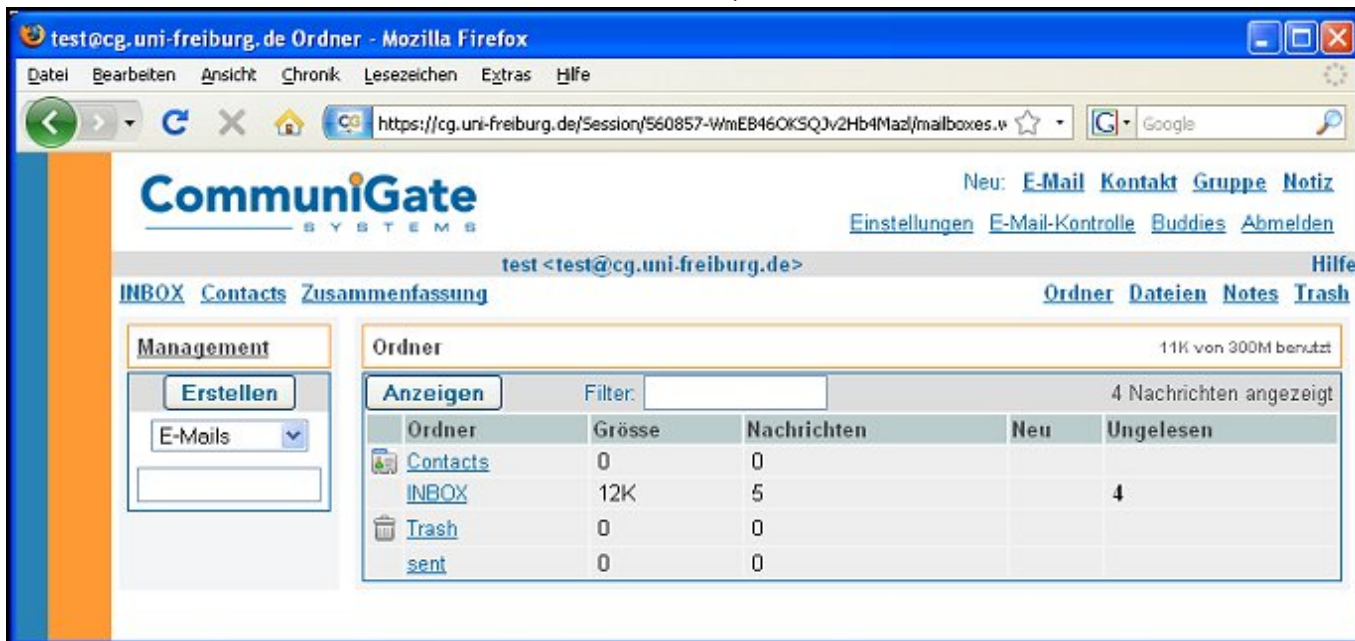 test@cg.uni-freiburg.de Ordner - Mozilla Firefox
Datei Bearbeiten Ansicht Chronik Lesezeichen Extras Hilfe
https://cg.uni-freiburg.de/Session/560857-WmEB46OKSQJv2Hb4Mazl/mailboxes.w
G Google
CommuniGate
SYSTEMS
Neu: E-Mail Kontakt Gruppe Notiz
Einstellungen E-Mail-Kontrolle Buddies Abmelden
test <test@cg.uni-freiburg.de> Hilfe
INBOX Contacts Zusammenfassung Ordner Dateien Notes Trash
Management
Erstellen
E-Mails
Ordner 11K von 300M benutzt
Anzeigen Filter: 4 Nachrichten angezeigt
Ordner Grösse Nachrichten Neu Ungelesen
Contacts 0 0
INBOX 12K 5 4
Trash 0 0
sent 0 0